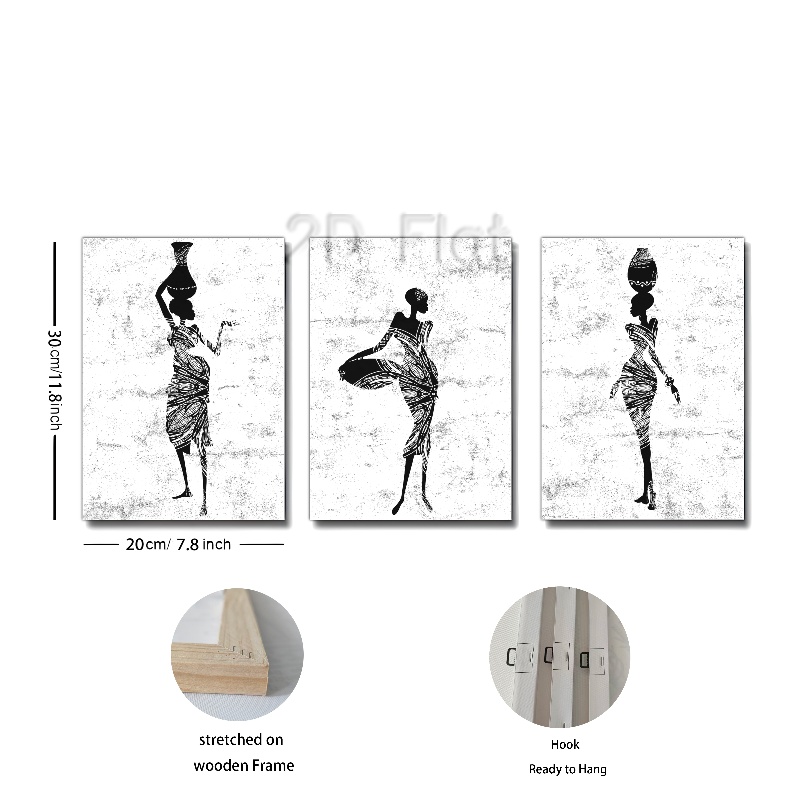 2D Flat
30cm/11.8inch
20cm/ 7.8 inch
stretched on
wooden Frame
Hook
Ready to Hang